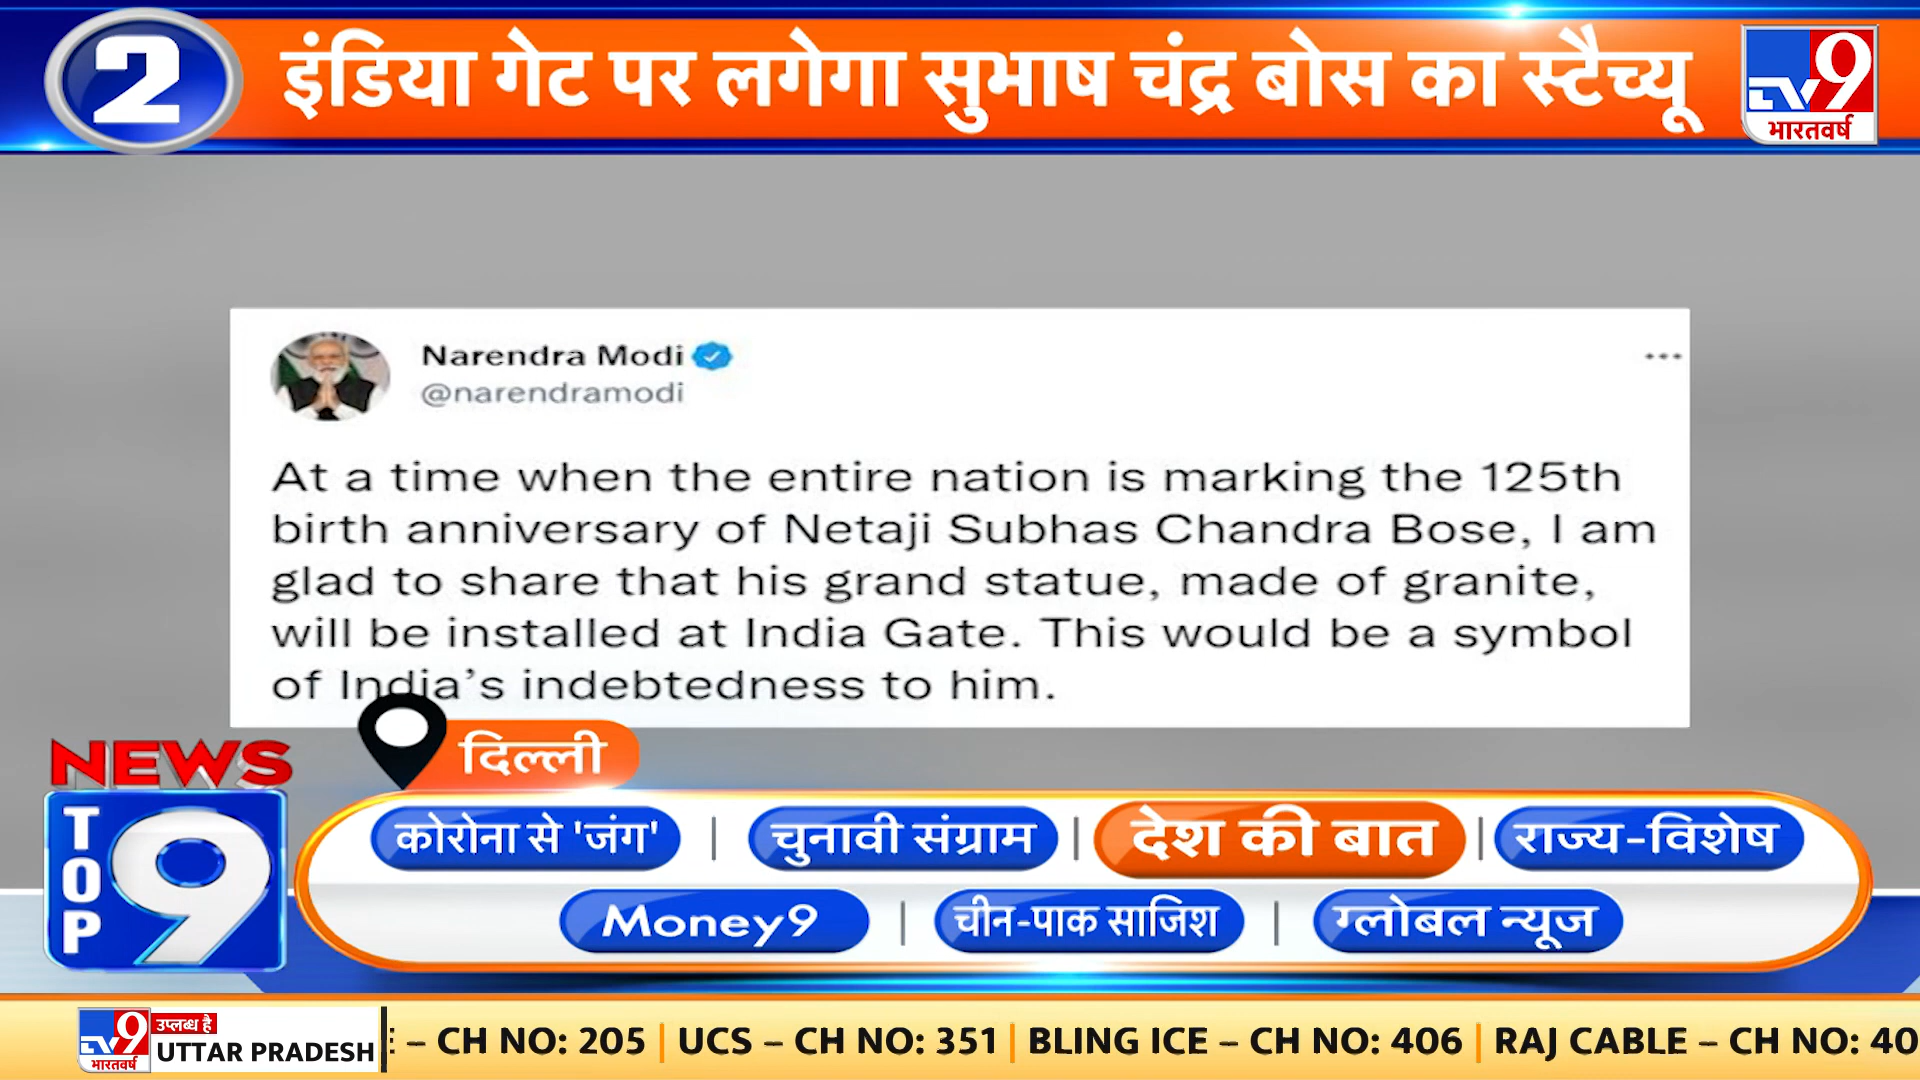 2
इंडिया गेट पर लगेगा सुभाष चंद्र बोस का स्टैच्यू
TV9
भारतवर्ष
Narendra Modi
@narendramodi
At a time when the entire nation is marking the 125th
birth anniversary of Netaji Subhas Chandra Bose, I am
glad to share that his grand statue, made of granite,
will be installed at India Gate. This would be a symbol
of India’s indebtedness to him.
दिल्ली
NEWS
TOP
9
कोरोना से 'जंग' | चुनावी संग्राम | देश की बात | राज्य-विशेष
Money9 | चीन-पाक साजिश | ग्लोबल न्यूज
TV9
भारतवर्ष
उप्लब्ध है
UTTAR PRADESH
– CH NO: 205 | UCS – CH NO: 351 | BLING ICE – CH NO: 406 | RAJ CABLE – CH NO: 40